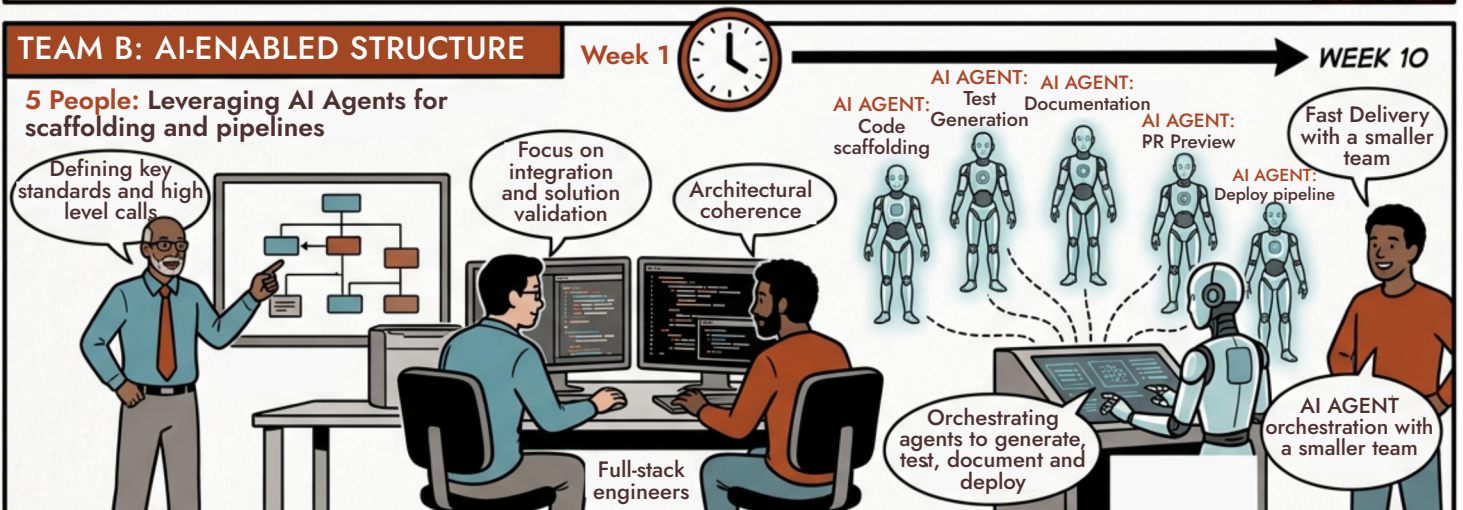 TEAM B: AI-ENABLED STRUCTURE
Week 1
WEEK 10
5 People: Leveraging AI Agents for
scaffolding and pipelines
Defining key
standards and high
level calls
Focus on
integration
and solution
validation
Architectural
coherence
AI AGENT:
Code
scaffolding
AI AGENT:
Test
Generation
AI AGENT:
Documentation
AI AGENT:
PR Preview
AI AGENT:
Deploy pipeline
Fast Delivery
with a smaller
team
Full-stack
engineers
Orchestrating
agents to generate,
test, document and
deploy
AI AGENT
orchestration with
a smaller team